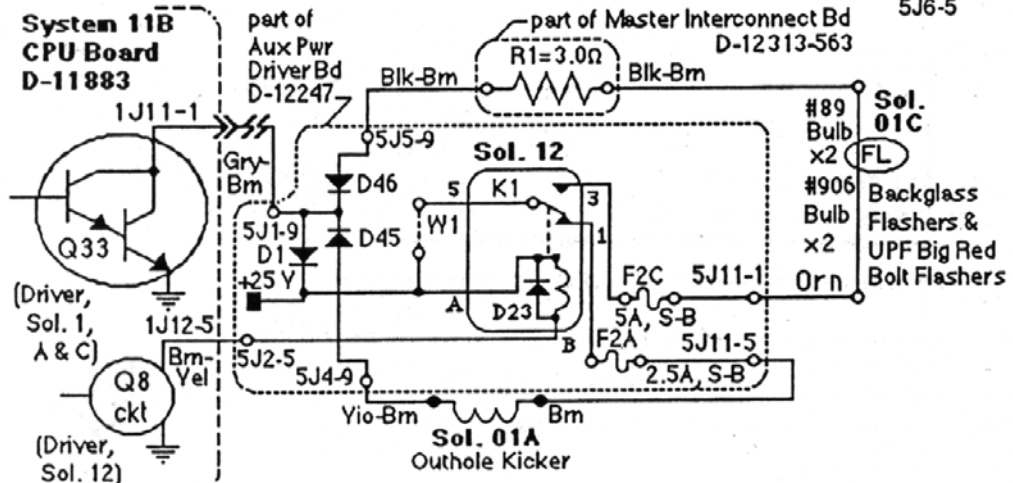 System 11B
CPU Board
D-11883
part of
Aux Pwr
Driver Bd
D-12247
part of Master Interconnect Bd
D-12313-563
5J6-5
R1=3.0Ω
Blk-Brn
Blk-Brn
1J11-1
Gry-
Brn
5J5-9
Sol. 12
#89
Bulb
x2
FL
Sol.
01C
#906
Bulb
x2
Backglass
Flashers &
UPF Big Red
Bolt Flashers
Q33
D46
5
K1
3
1
5J1-9
D1
D45
W1
+25 Y
A
D23
B
F2C
5J11-1
Orn
5A, S-B
(Driver,
Sol. 1,
A & C)
1J12-5
Brn-
Yel
5J2-5
F2A
5J11-5
2.5A, S-B
5J4-9
Q8
ckt
Ylo-Brn
Brn
Sol. 01A
Outhole Kicker
(Driver,
Sol. 12)